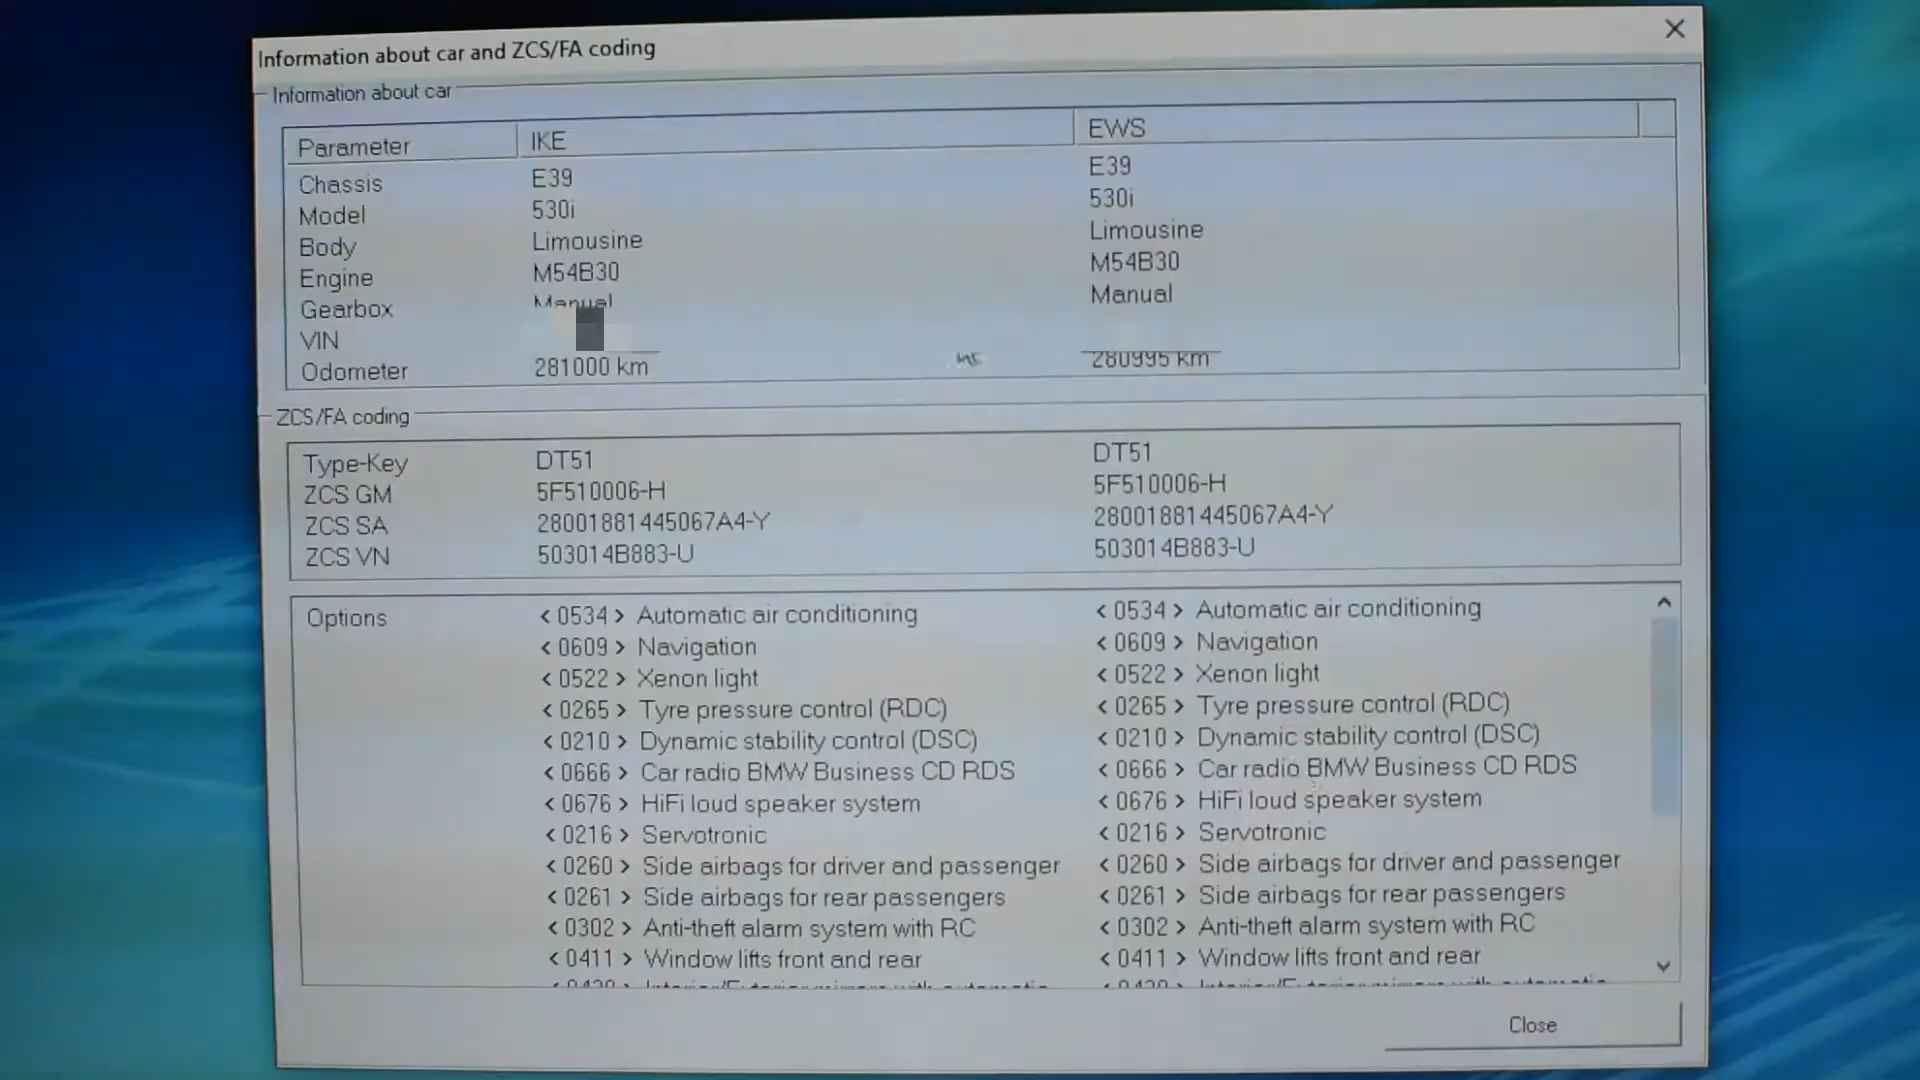 Information about car and ZCS/FA coding
Information about car
Parameter IKE EWS
Chassis E39 E39
Model 530i 530i
Body Limousine Limousine
Engine M54B30 M54B30
Gearbox Manual Manual
VIN
Odometer 281000 km 280995 km
ZCS/FA coding
Type-Key DT51 DT51
ZCS GM 5F510006-H 5F510006-H
ZCS SA 28001881445067A4-Y 28001881445067A4-Y
ZCS VN 503014B883-U 503014B883-U
Options < 0534 > Automatic air conditioning < 0534 > Automatic air conditioning
< 0609 > Navigation < 0609 > Navigation
< 0522 > Xenon light < 0522 > Xenon light
< 0265 > Tyre pressure control (RDC) < 0265 > Tyre pressure control (RDC)
< 0210 > Dynamic stability control (DSC) < 0210 > Dynamic stability control (DSC)
< 0666 > Car radio BMW Business CD RDS < 0666 > Car radio BMW Business CD RDS
< 0676 > HiFi loud speaker system < 0676 > HiFi loud speaker system
< 0216 > Servotronic < 0216 > Servotronic
< 0260 > Side airbags for driver and passenger < 0260 > Side airbags for driver and passenger
< 0261 > Side airbags for rear passengers < 0261 > Side airbags for rear passengers
< 0302 > Anti-theft alarm system with RC < 0302 > Anti-theft alarm system with RC
< 0411 > Window lifts front and rear < 0411 > Window lifts front and rear
Close